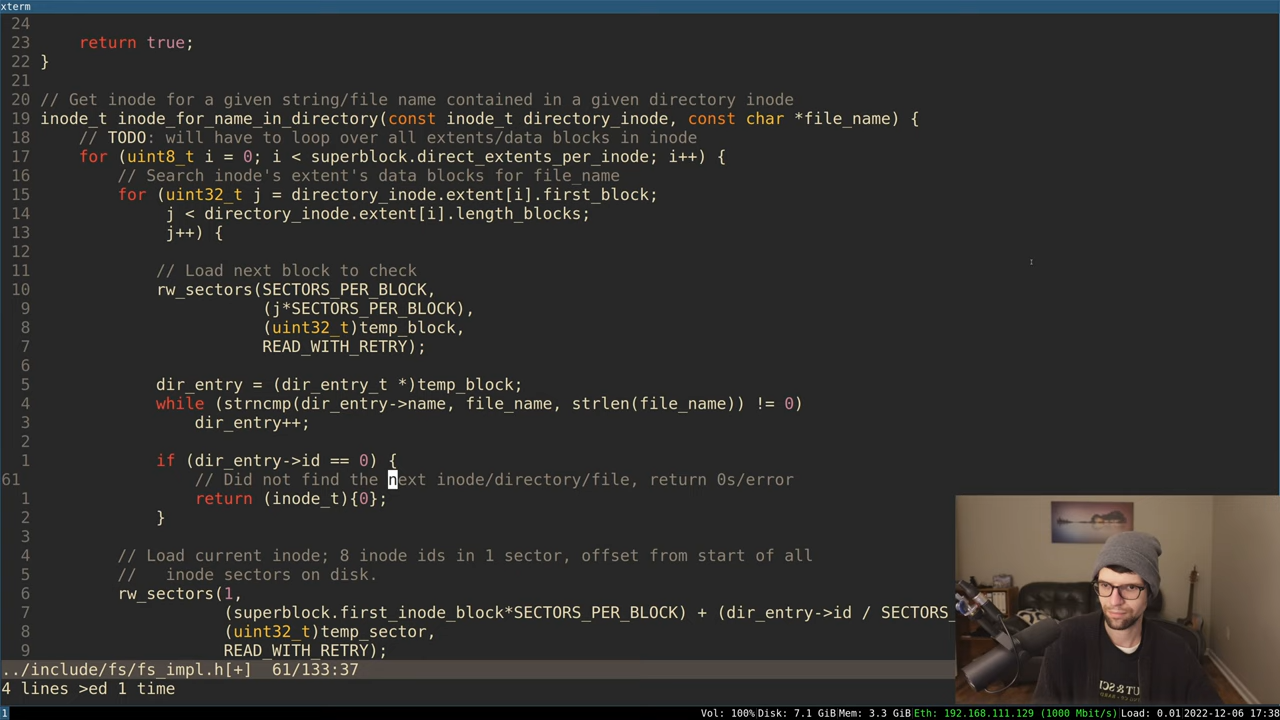 xterm
24
23     return true;
22 }
21
20 // Get inode for a given string/file name contained in a given directory inode
19 inode_t inode_for_name_in_directory(const inode_t directory_inode, const char *file_name) {
18     // TODO: will have to loop over all extents/data blocks in inode
17     for (uint8_t i = 0; i < superblock.direct_extents_per_inode; i++) {
16         // Search inode's extent's data blocks for file_name
15         for (uint32_t j = directory_inode.extent[i].first_block;
14              j < directory_inode.extent[i].length_blocks;
13              j++) {
12
11             // Load next block to check
10             rw_sectors(SECTORS_PER_BLOCK,
9                        (j*SECTORS_PER_BLOCK),
8                        (uint32_t)temp_block,
7                        READ_WITH_RETRY);
6
5             dir_entry = (dir_entry_t *)temp_block;
4             while (strncmp(dir_entry->name, file_name, strlen(file_name)) != 0)
3                 dir_entry++;
2
1             if (dir_entry->id == 0) {
61                // Did not find the next inode/directory/file, return 0s/error
1                 return (inode_t){0};
2             }
3
4         // Load current inode; 8 inode ids in 1 sector, offset from start of all
5         //   inode sectors on disk.
6         rw_sectors(1,
7                    (superblock.first_inode_block*SECTORS_PER_BLOCK) + (dir_entry->id / SECTORS_
8                    (uint32_t)temp_sector,
9                    READ_WITH_RETRY);
../include/fs/fs_impl.h[+]  61/133:37
4 lines >ed 1 time
1 Vol: 100% Disk: 7.1 GiB Mem: 3.3 GiB Eth: 192.168.111.129 (1000 Mbit/s) Load: 0.01 2022-12-06 17:38